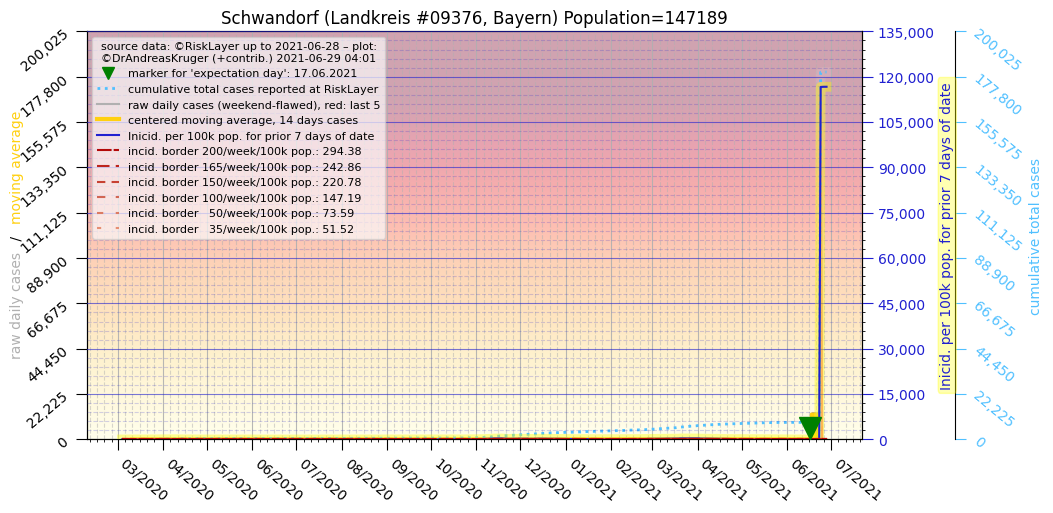 Schwandorf (Landkreis #09376, Bayern) Population=147189
source data: ©RiskLayer up to 2021-06-28 – plot:
©DrAndreasKruger (+contrib.) 2021-06-29 04:01
marker for 'expectation day': 17.06.2021
cumulative total cases reported at RiskLayer
raw daily cases (weekend-flawed), red: last 5
centered moving average, 14 days cases
Inicid. per 100k pop. for prior 7 days of date
incid. border 200/week/100k pop.: 294.38
incid. border 165/week/100k pop.: 242.86
incid. border 150/week/100k pop.: 220.78
incid. border 100/week/100k pop.: 147.19
incid. border   50/week/100k pop.: 73.59
incid. border   35/week/100k pop.: 51.52
raw daily cases / moving average
200,025
177,800
155,575
133,350
111,125
88,900
66,675
44,450
22,225
0
03/2020
04/2020
05/2020
06/2020
07/2020
08/2020
09/2020
10/2020
11/2020
12/2020
01/2021
02/2021
03/2021
04/2021
05/2021
06/2021
07/2021
135,000
120,000
105,000
90,000
75,000
60,000
45,000
30,000
15,000
0
Inicid. per 100k pop. for prior 7 days of date
200,025
177,800
155,575
133,350
111,125
88,900
66,675
44,450
22,225
0
cumulative total cases